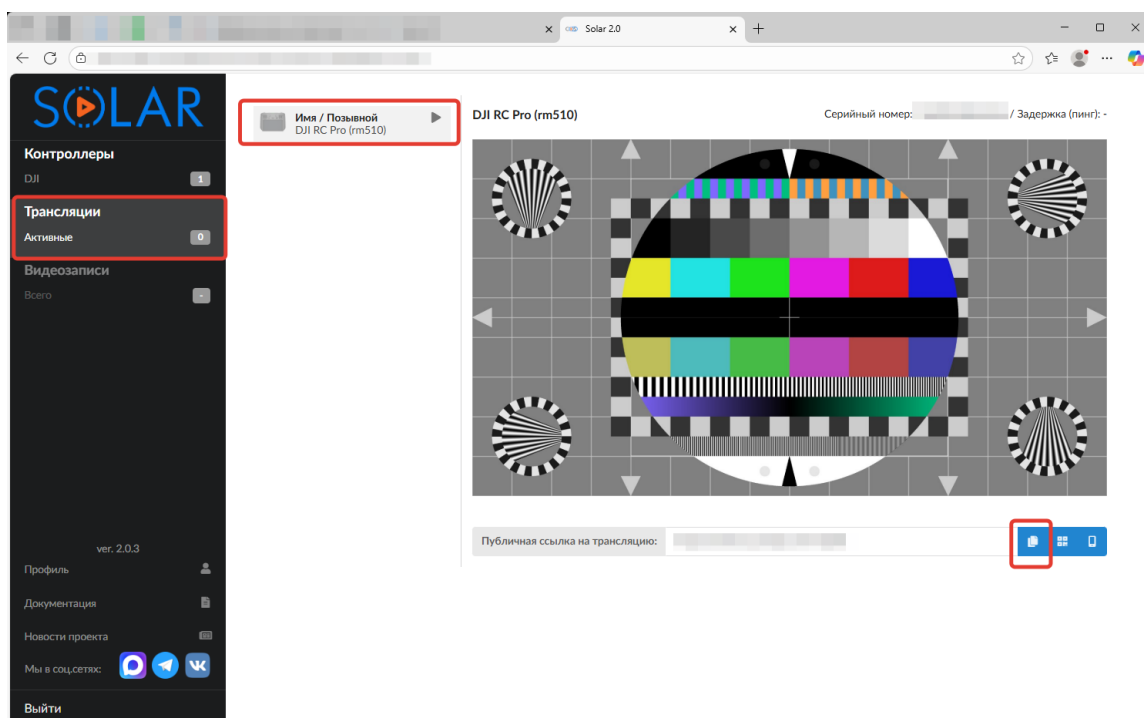 Solar 2.0
SOLAR
Контроллеры
DJI
1
Трансляции
Активные
0
Видеозаписи
Всего
-
ver. 2.0.3
Профиль
Документация
Новости проекта
Мы в соц.сетях:
Выйти
Имя / Позывной
DJI RC Pro (rm510)
DJI RC Pro (rm510)
Серийный номер: / Задержка (пинг): -
Публичная ссылка на трансляцию: